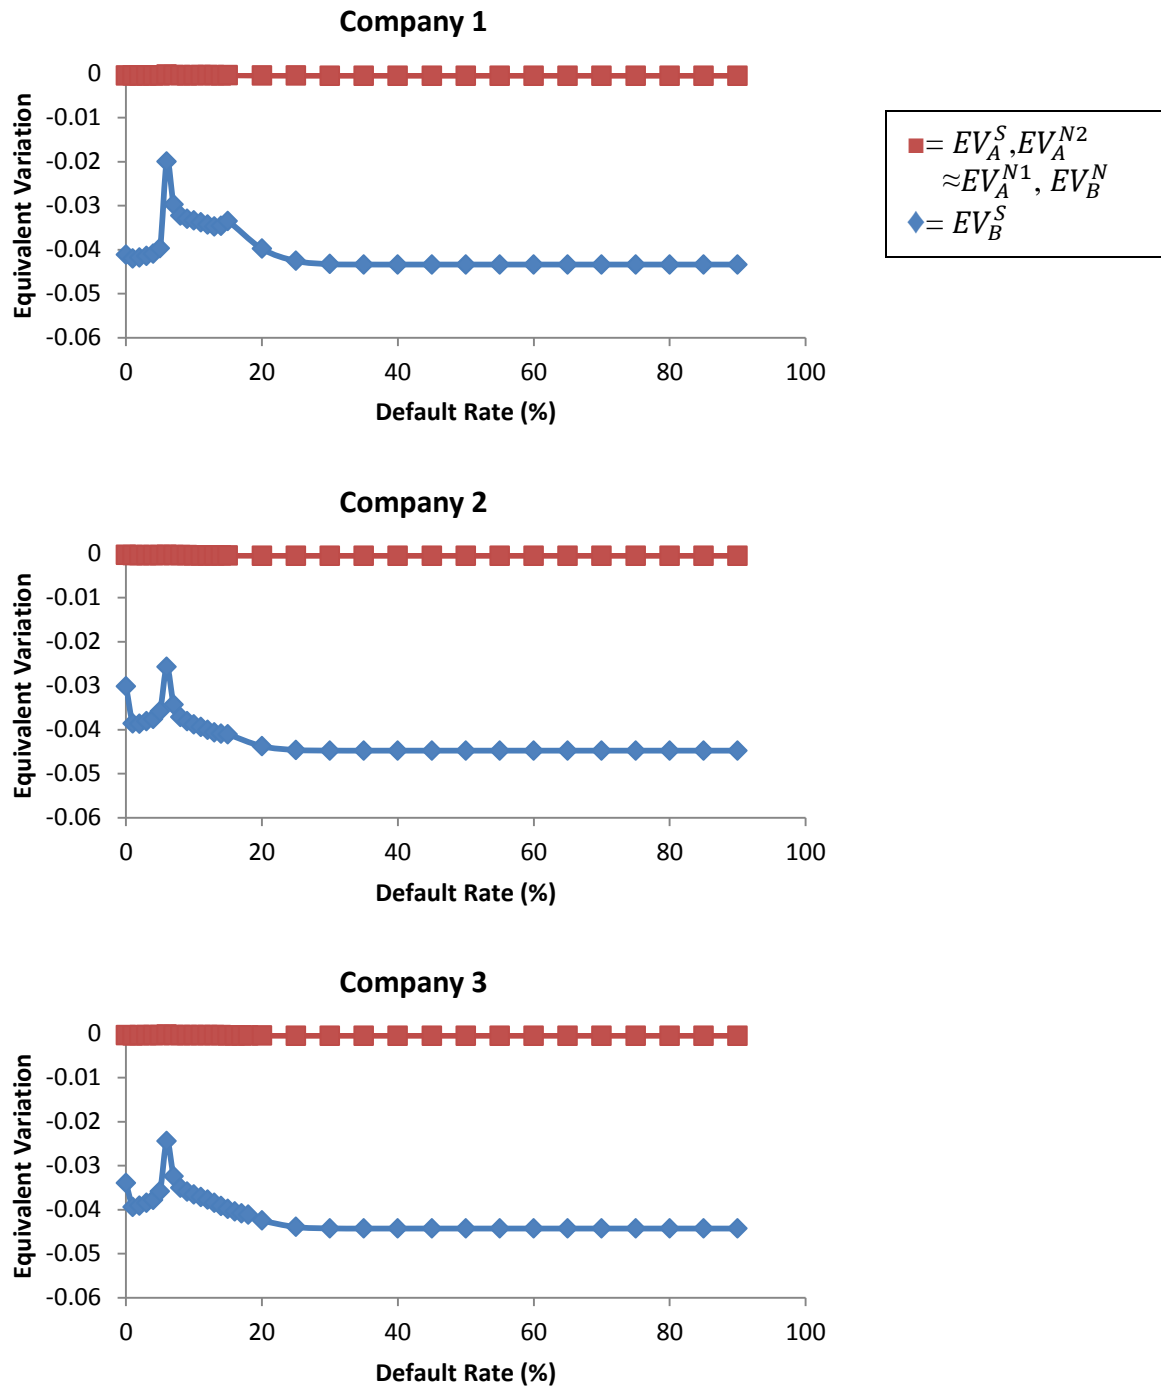 Company 1
0
-0.01
-0.02
-0.03
-0.04
-0.05
-0.06
Equivalent Variation
0 20 40 60 80 100
Default Rate (%)
= EV_A^S, EV_A^{N2}
≈EV_A^{N1}, EV_B^N
= EV_B^S
Company 2
0
-0.01
-0.02
-0.03
-0.04
-0.05
-0.06
Equivalent Variation
0 20 40 60 80 100
Default Rate (%)
Company 3
0
-0.01
-0.02
-0.03
-0.04
-0.05
-0.06
Equivalent Variation
0 20 40 60 80 100
Default Rate (%)